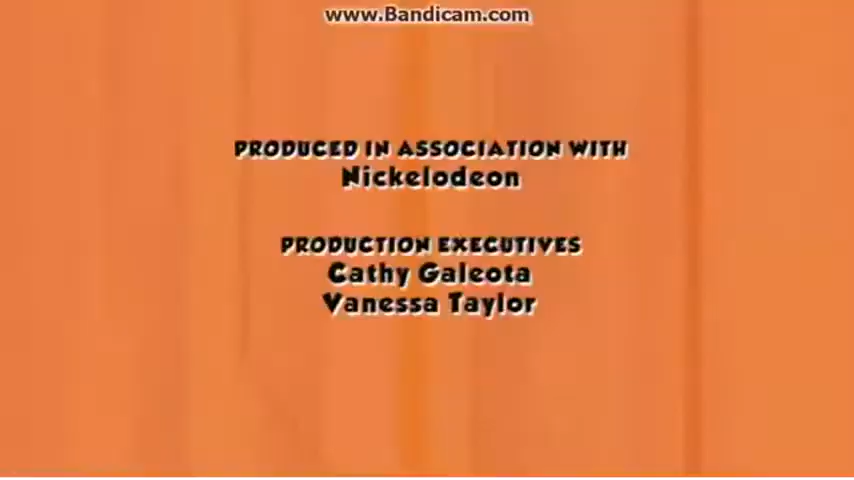 www.Bandicam.com
PRODUCED IN ASSOCIATION WITH
Nickelodeon
PRODUCTION EXECUTIVES
Cathy Galeota
Vanessa Taylor